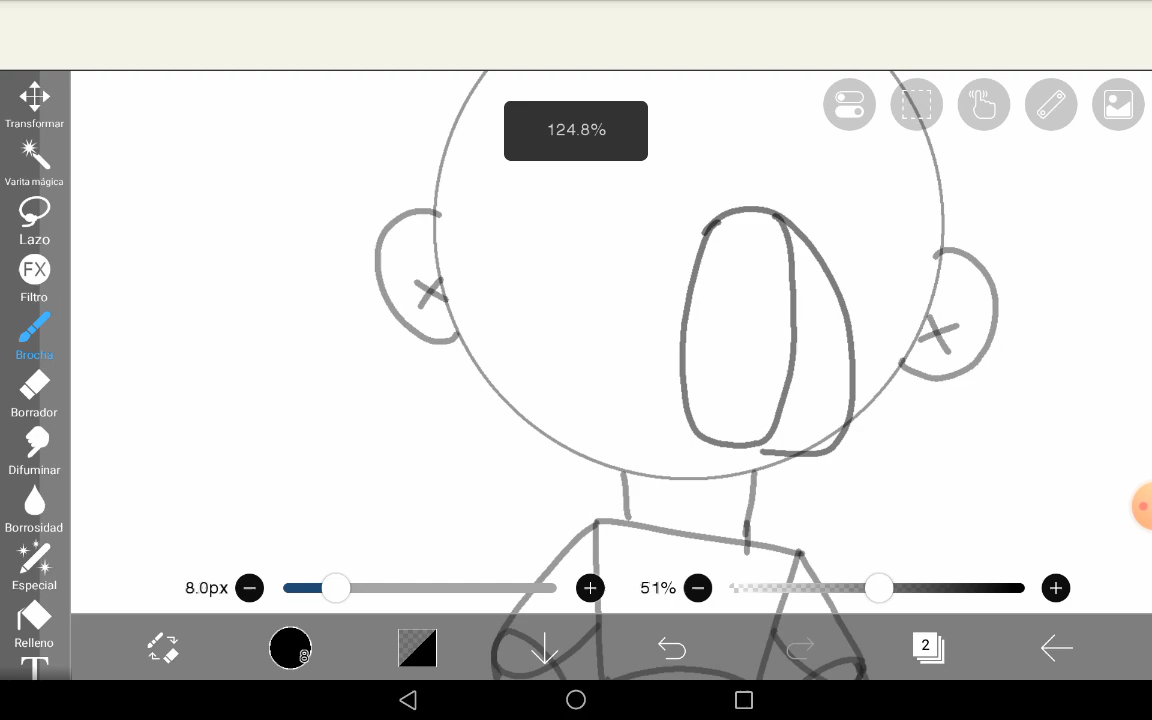 124.8%
Transformar
Varita mágica
Lazo
FX
Filtro
Brocha
Borrador
Difuminar
Borrosidad
Especial
Relleno
T
8.0px
51%
8
2